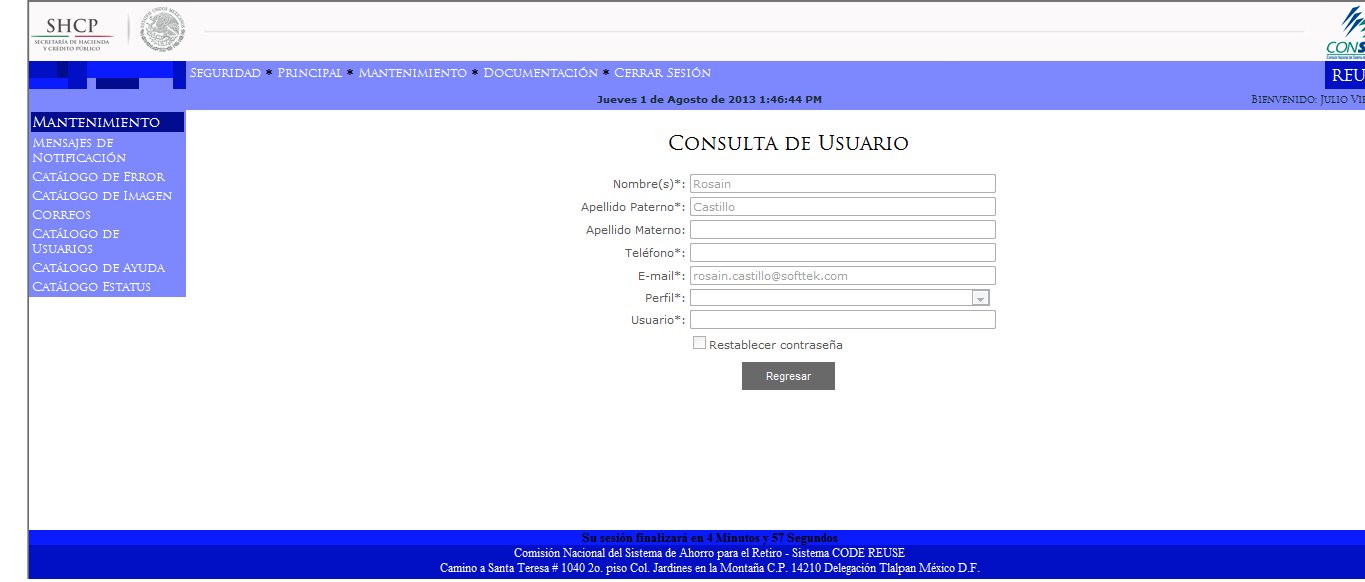 SHCP
SECRETARÍA DE HACIENDA
Y CRÉDITO PÚBLICO
ESTADOS UNIDOS MEXICANOS
CONS
Seguridad * Principal * Mantenimiento * Documentación * Cerrar Sesión
REU
Jueves 1 de Agosto de 2013 1:46:44 PM
Bienvenido: Julio Vie
Mantenimiento
Mensajes de
Notificación
Catálogo de Error
Catálogo de Imagen
Correos
Catálogo de
Usuarios
Catálogo de Ayuda
Catálogo Estatus
Consulta de Usuario
Nombre(s)*: Rosain
Apellido Paterno*: Castillo
Apellido Materno:
Teléfono*:
E-mail*: rosain.castillo@softtek.com
Perfil*:
Usuario*:
Restablecer contraseña
Regresar
Su sesión finalizará en 4 Minutos y 57 Segundos
Comisión Nacional del Sistema de Ahorro para el Retiro - Sistema CODE REUSE
Camino a Santa Teresa # 1040 2o. piso Col. Jardines en la Montaña C.P. 14210 Delegación Tlalpan México D.F.